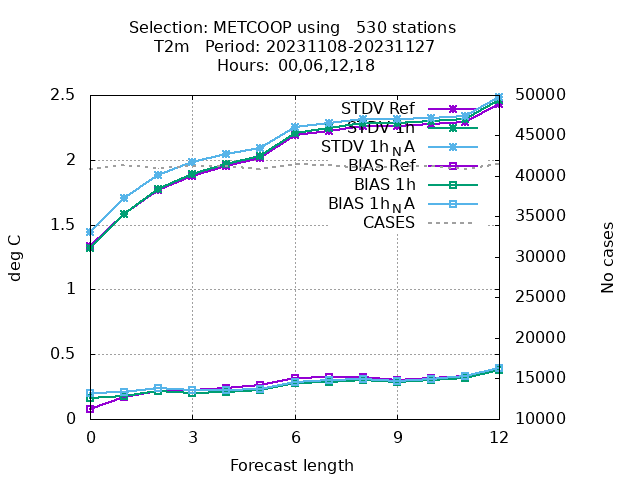 Selection: METCOOP using 530 stations
T2m Period: 20231108-20231127
Hours: 00,06,12,18
2.5
2
1.5
1
0.5
0
deg C
50000
45000
40000
35000
30000
25000
20000
15000
10000
No cases
STDV Ref
STDV 1h
STDV 1h_NA
BIAS Ref
BIAS 1h
BIAS 1h_NA
CASES
0 3 6 9 12
Forecast length